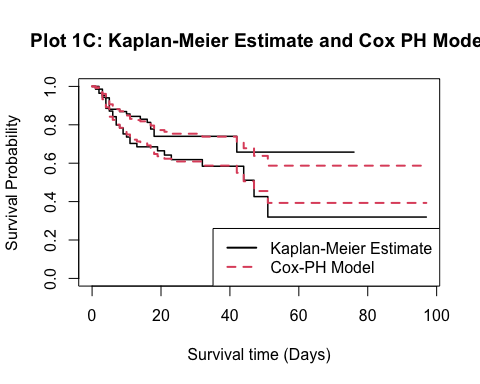 Plot 1C: Kaplan-Meier Estimate and Cox PH Mode
1.0
0.8
0.6
0.4
0.2
0.0
Survival Probability
Kaplan-Meier Estimate
Cox-PH Model
0 20 40 60 80 100
Survival time (Days)